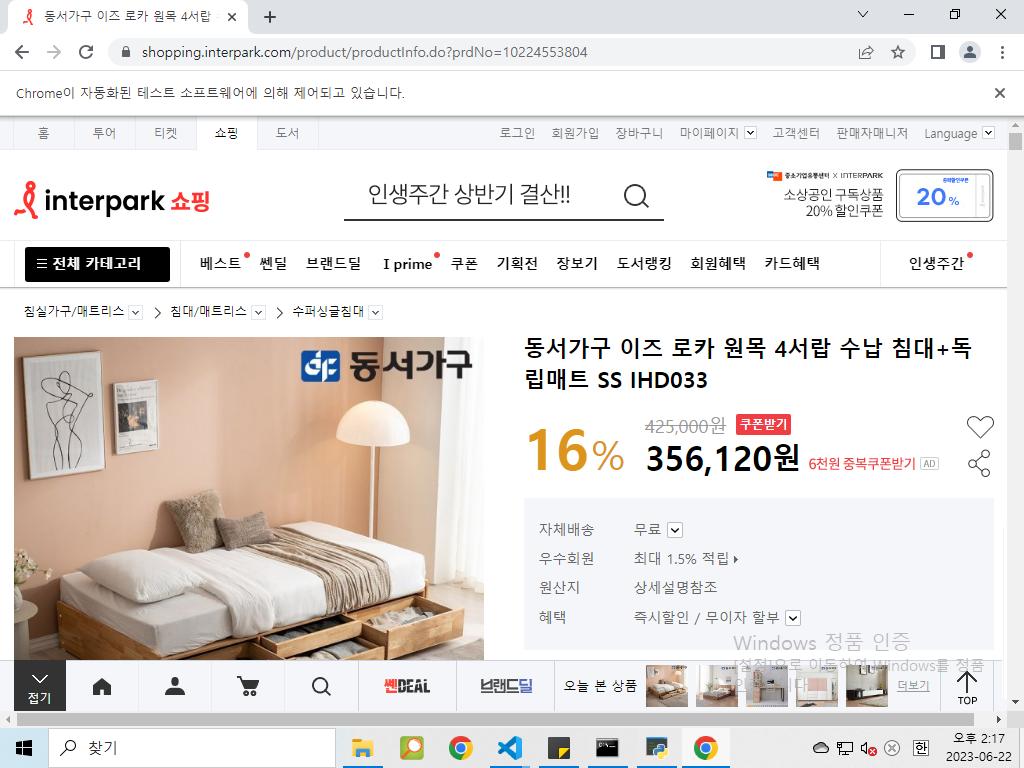 동서가구 이즈 로카 원목 4서랍
shopping.interpark.com/product/productInfo.do?prdNo=10224553804
Chrome이 자동화된 테스트 소프트웨어에 의해 제어되고 있습니다.
홈 투어 티켓 쇼핑 도서 로그인 회원가입 장바구니 마이페이지 고객센터 판매자매니저 Language
중소기업유통센터 X INTERPARK
interpark 쇼핑 인생주간 상반기 결산!!
소상공인 구독상품
20% 할인쿠폰
중복할인쿠폰
20%
전체 카테고리 베스트 쎈딜 브랜드딜 I prime 쿠폰 기획전 장보기 도서랭킹 회원혜택 카드혜택 인생주간
침실가구/매트리스 침대/매트리스 수퍼싱글침대
동서가구
동서가구 이즈 로카 원목 4서랍 수납 침대+독
립매트 SS IHD033
16% 425,000원 쿠폰받기
356,120원 6천원 중복쿠폰받기 AD
자체배송 무료
우수회원 최대 1.5% 적립
원산지 상세설명참조
혜택 즉시할인 / 무이자 할부
Windows 정품 인증
[설정]으로 이동하여 Windows를 정품
접기 쎈DEAL 브랜드딜 오늘 본 상품 더보기 TOP
찾기
한
오후 2:17
2023-06-22